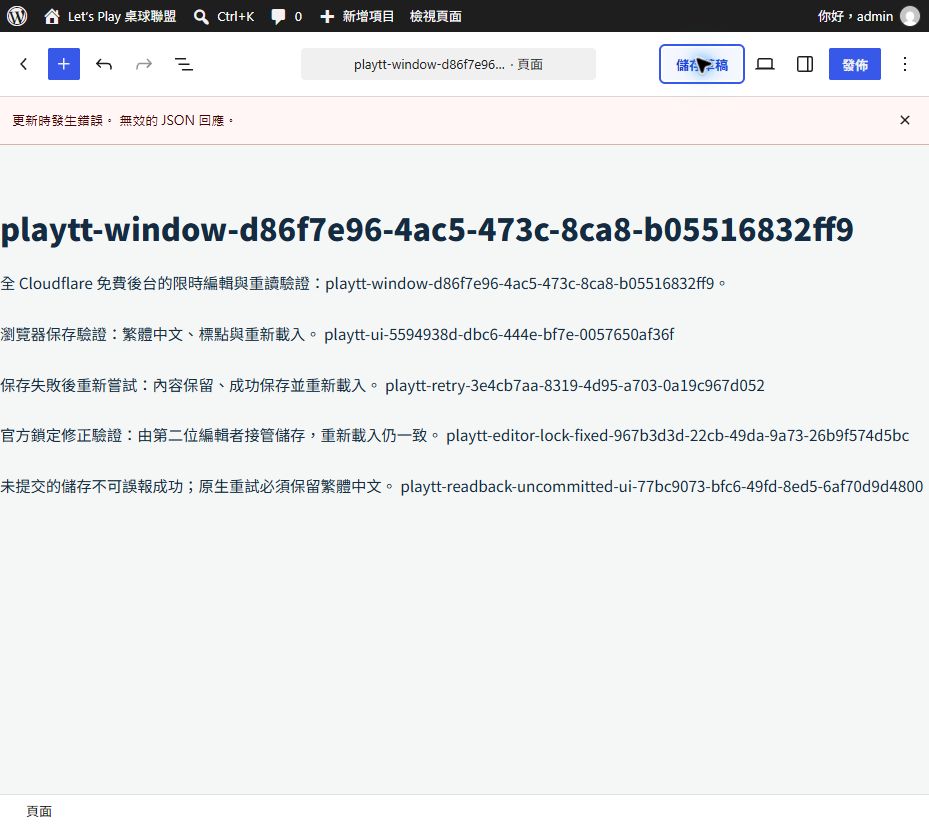 Let's Play 桌球聯盟 Ctrl+K 0 新增項目 檢視頁面 你好，admin
playtt-window-d86f7e96... · 頁面 儲存草稿 發佈
更新時發生錯誤。 無效的 JSON 回應。
playtt-window-d86f7e96-4ac5-473c-8ca8-b05516832ff9
全 Cloudflare 免費後台的限時編輯與重讀驗證：playtt-window-d86f7e96-4ac5-473c-8ca8-b05516832ff9。
瀏覽器保存驗證：繁體中文、標點與重新載入。 playtt-ui-5594938d-dbc6-444e-bf7e-0057650af36f
保存失敗後重新嘗試：內容保留、成功保存並重新載入。 playtt-retry-3e4cb7aa-8319-4d95-a703-0a19c967d052
官方鎖定修正驗證：由第二位編輯者接管儲存，重新載入仍一致。 playtt-editor-lock-fixed-967b3d3d-22cb-49da-9a73-26b9f574d5bc
未提交的儲存不可誤報成功；原生重試必須保留繁體中文。 playtt-readback-uncommitted-ui-77bc9073-bfc6-49fd-8ed5-6af70d9d4800
頁面